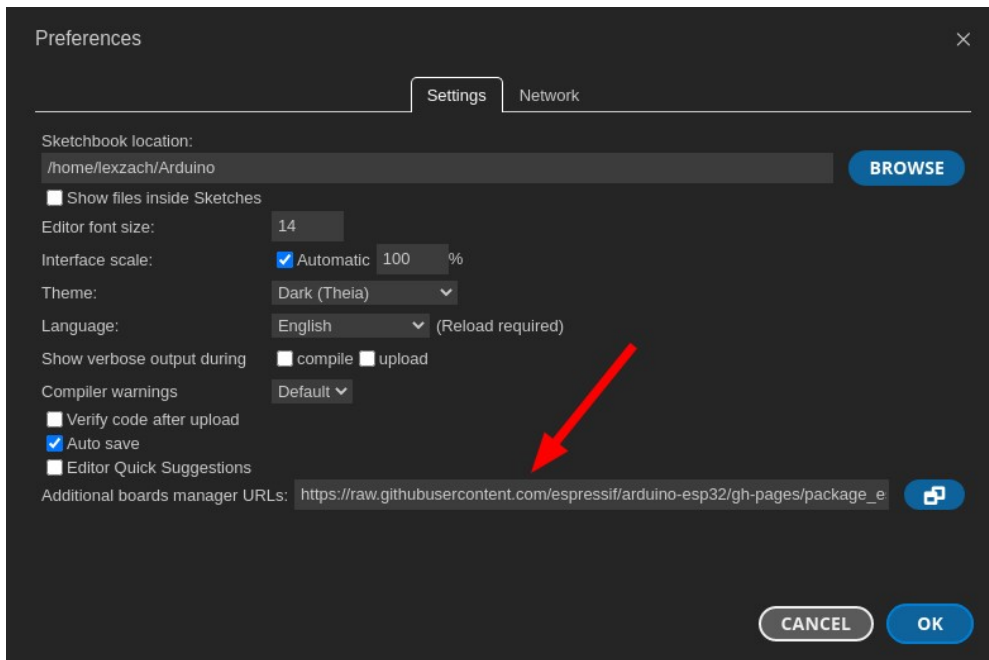 Preferences
Settings Network
Sketchbook location:
/home/lexzach/Arduino BROWSE
Show files inside Sketches
Editor font size: 14
Interface scale: Automatic 100 %
Theme: Dark (Theia)
Language: English (Reload required)
Show verbose output during compile upload
Compiler warnings Default
Verify code after upload
Auto save
Editor Quick Suggestions
Additional boards manager URLs: https://raw.githubusercontent.com/espressif/arduino-esp32/gh-pages/package_e
CANCEL OK